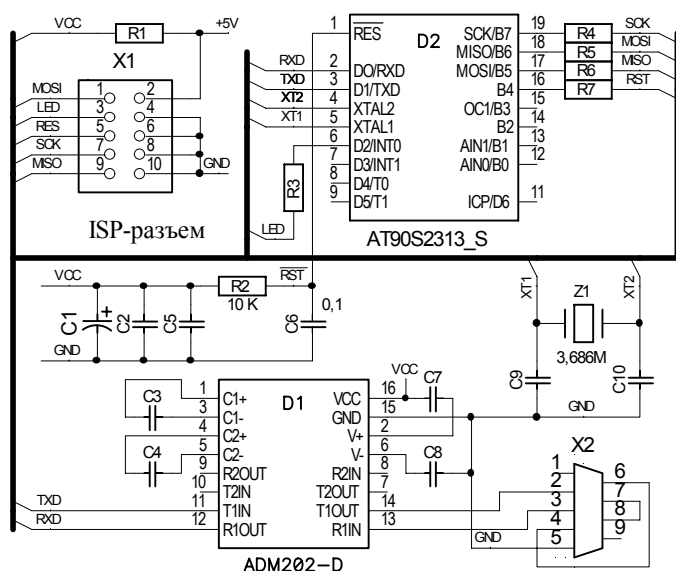 VCC R1 +5V
X1
MOSI 1 2
LED 3 4
RES 5 6
SCK 7 8
MISO 9 10 GND
ISP-разъем
1 RES D2 SCK/B7 19 R4 SCK
MISO/B6 18 R5 MOSI
RXD 2 D0/RXD MOSI/B5 17 R6 MISO
TXD 3 D1/TXD B4 16 R7 RST
XT2 4 XTAL2 OC1/B3 15
XT1 5 XTAL1 B2 14
6 D2/INT0 AIN1/B1 13
7 D3/INT1 AIN0/B0 12
8 D4/T0
9 D5/T1 ICP/D6 11
R3
LED
AT90S2313_S
VCC R2 RST
10 K
C1 + C2 C5 C6 0,1
GND
XT1 XT2
Z1
3,686M
C9 C10
GND
C3
C4
1 C1+ D1 VCC 16 VCC C7
3 C1- GND 15
4 C2+ V+ 2
5 C2- V- 6 C8
9 R2OUT R2IN 8
10 T2IN T2OUT 7
TXD 11 T1IN T1OUT 14
RXD 12 R1OUT R1IN 13
ADM202-D
X2
1 6
2 7
3 8
4 9
GND 5